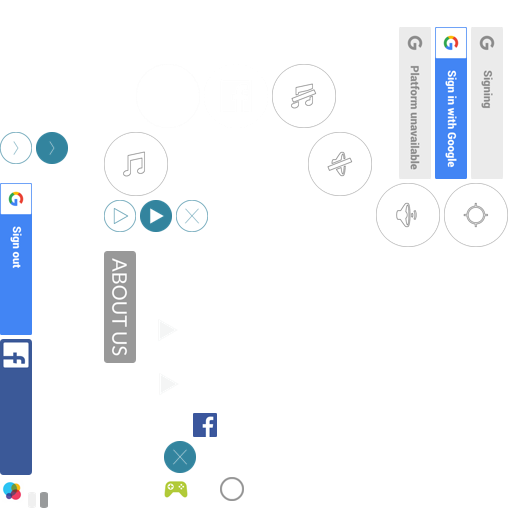 Signing
Sign in with Google
Platform unavailable
Sign out
ABOUT US